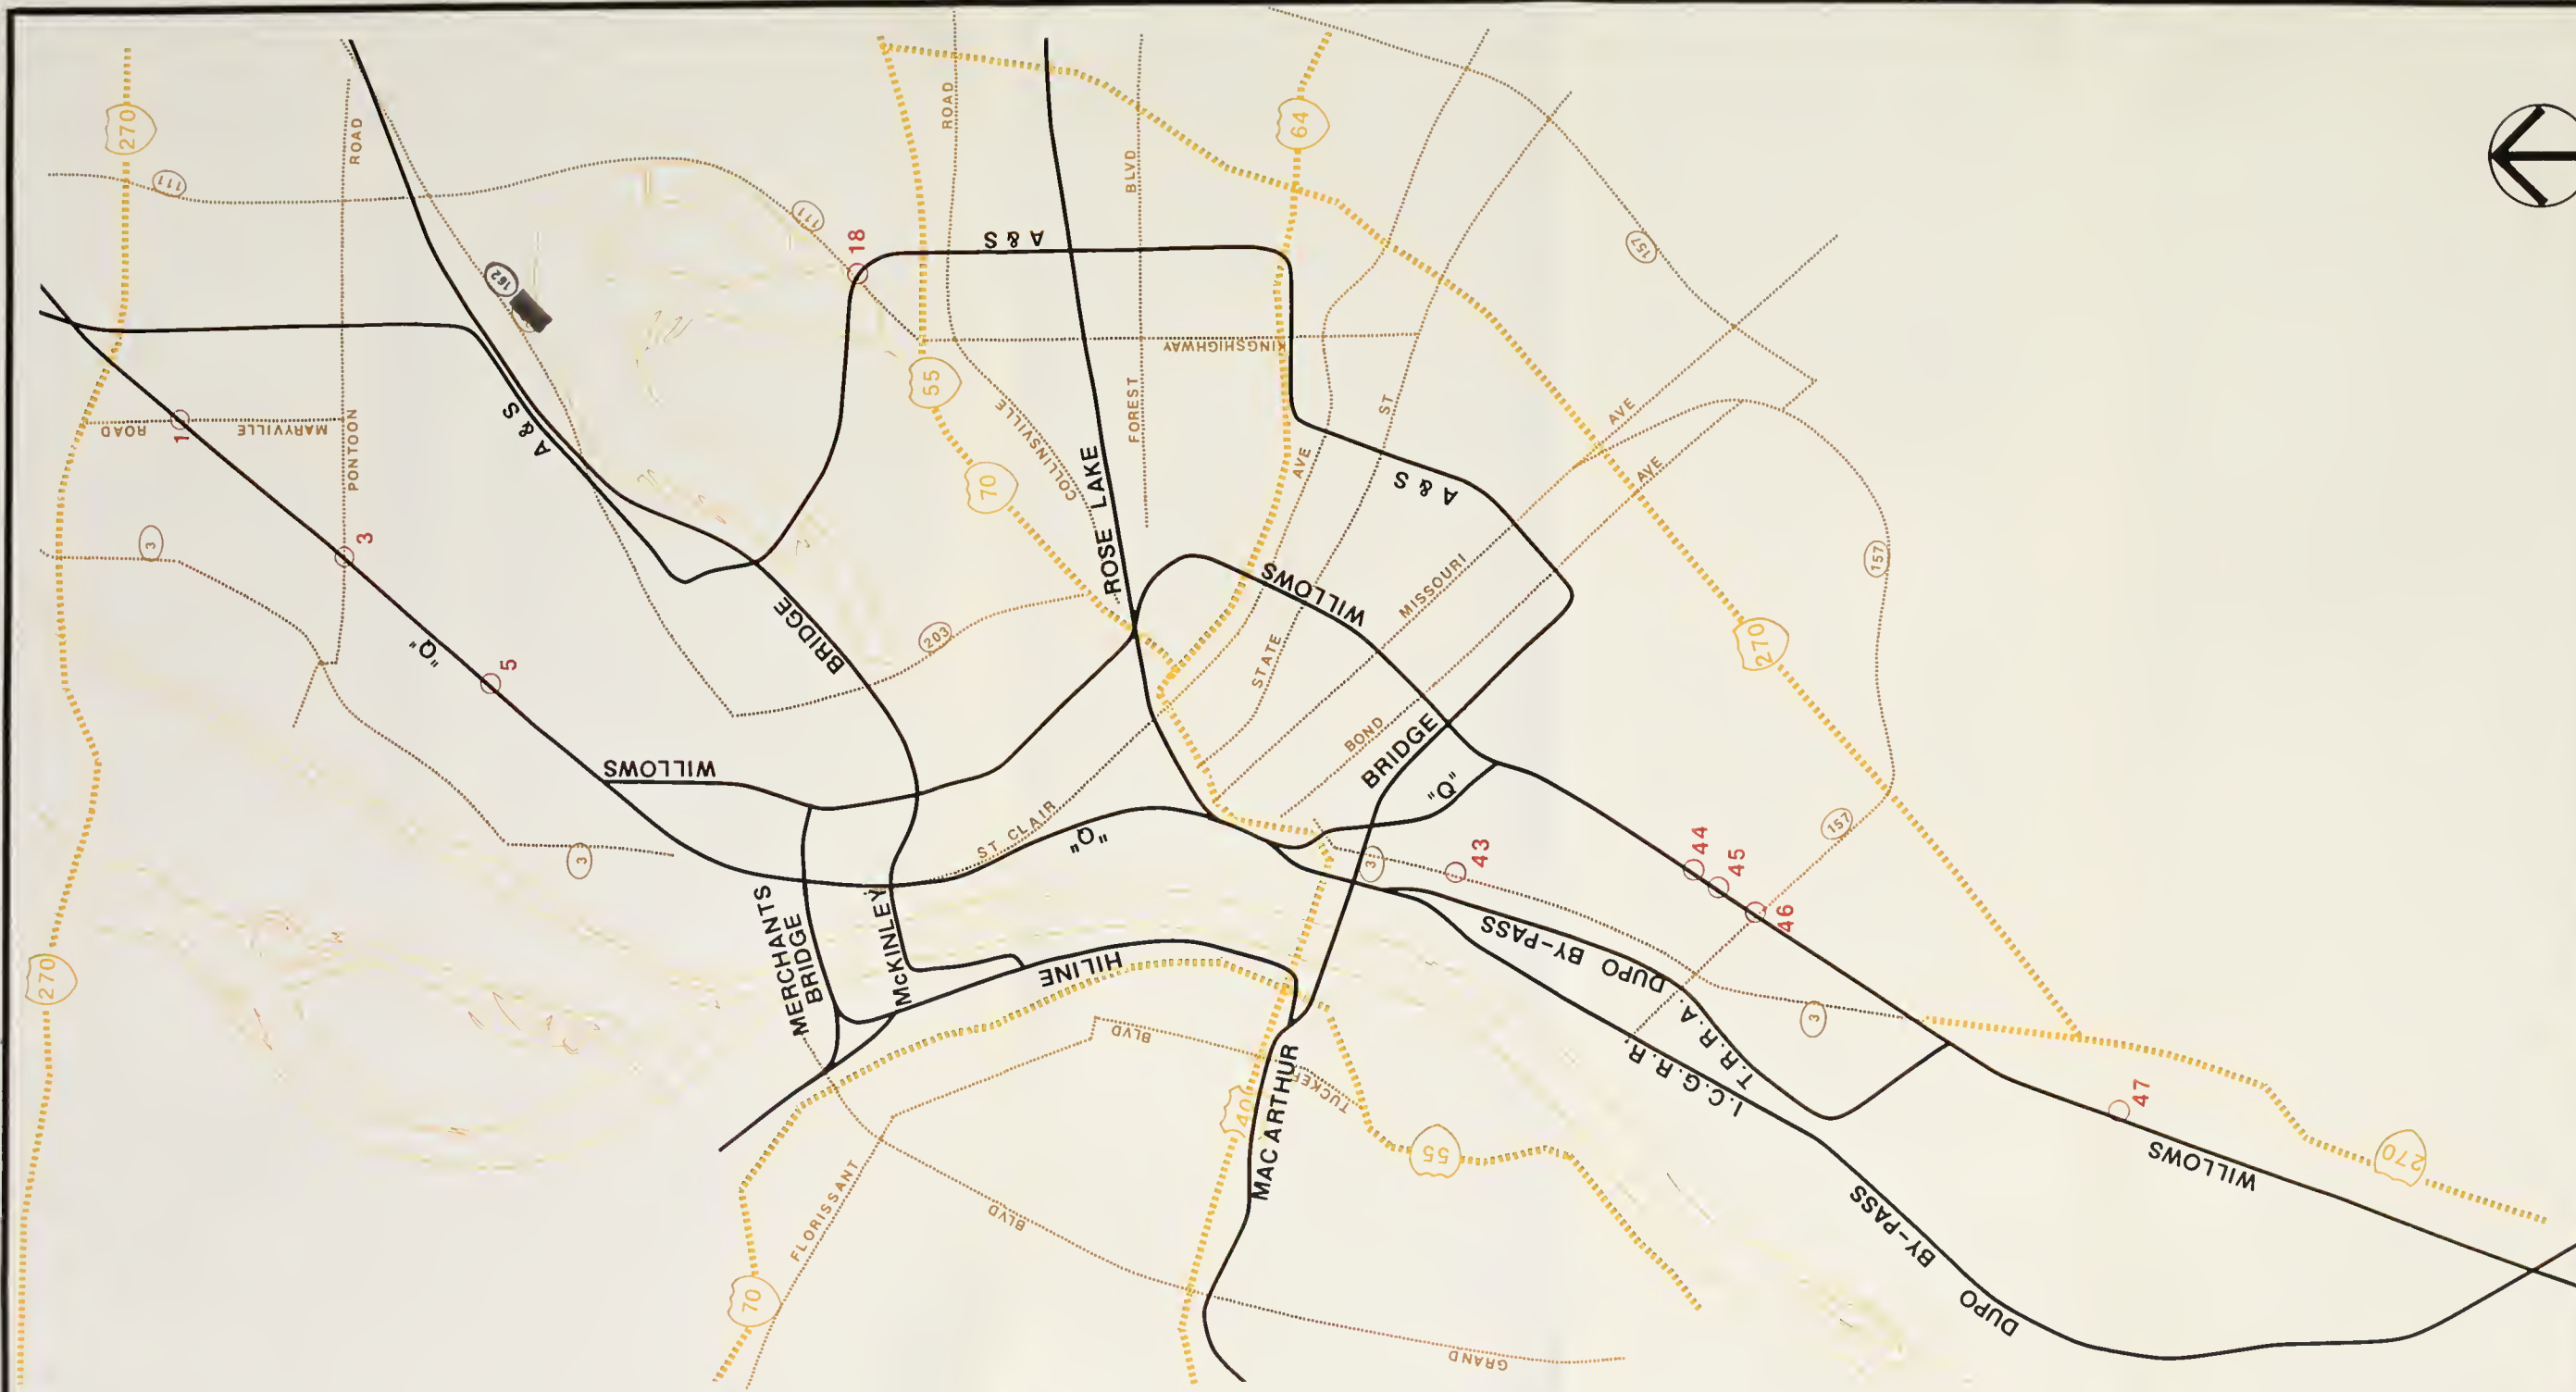 270
ROAD
111
111
18
162
ROAD
BLVD
64
A & S
55
KINGSHIGHWAY
157
1
ROAD
MARYVILLE
PONTOON
A & S
COLLINSVILLE
FOREST
ST
AVE
70
ROSE LAKE
AVE
A & S
AVE
3
3
"Q"
5
BRIDGE
203
WILLOWS
MISSOURI
STATE
157
270
WILLOWS
BOND
BRIDGE
"Q"
ST CLAIR
"Q"
3
3
43
44
45
46
157
270
MERCHANTS
BRIDGE
McKINLEY
HILINE
DUPO BY-PASS
T.R.R.A.
I.C.G.R.R.
3
BLVD
TUCKER
MAC ARTHUR
40
55
47
WILLOWS
270
FLORISSANT
BLVD
70
GRAND
DUPO
BY-PASS